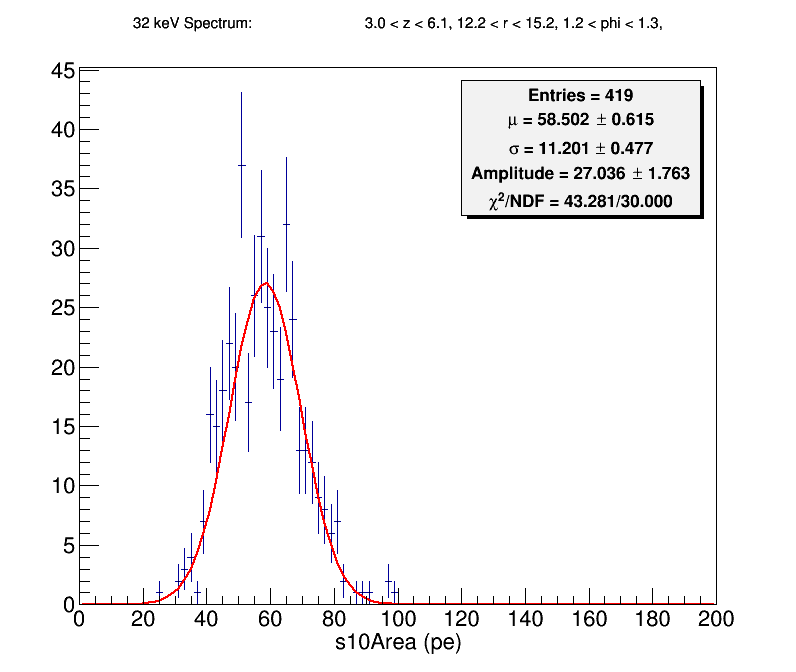 32 keV Spectrum: 3.0 < z < 6.1, 12.2 < r < 15.2, 1.2 < phi < 1.3,
Entries = 419
μ = 58.502 ± 0.615
σ = 11.201 ± 0.477
Amplitude = 27.036 ± 1.763
χ²/NDF = 43.281/30.000
45
40
35
30
25
20
15
10
5
0
0 20 40 60 80 100 120 140 160 180 200
s10Area (pe)